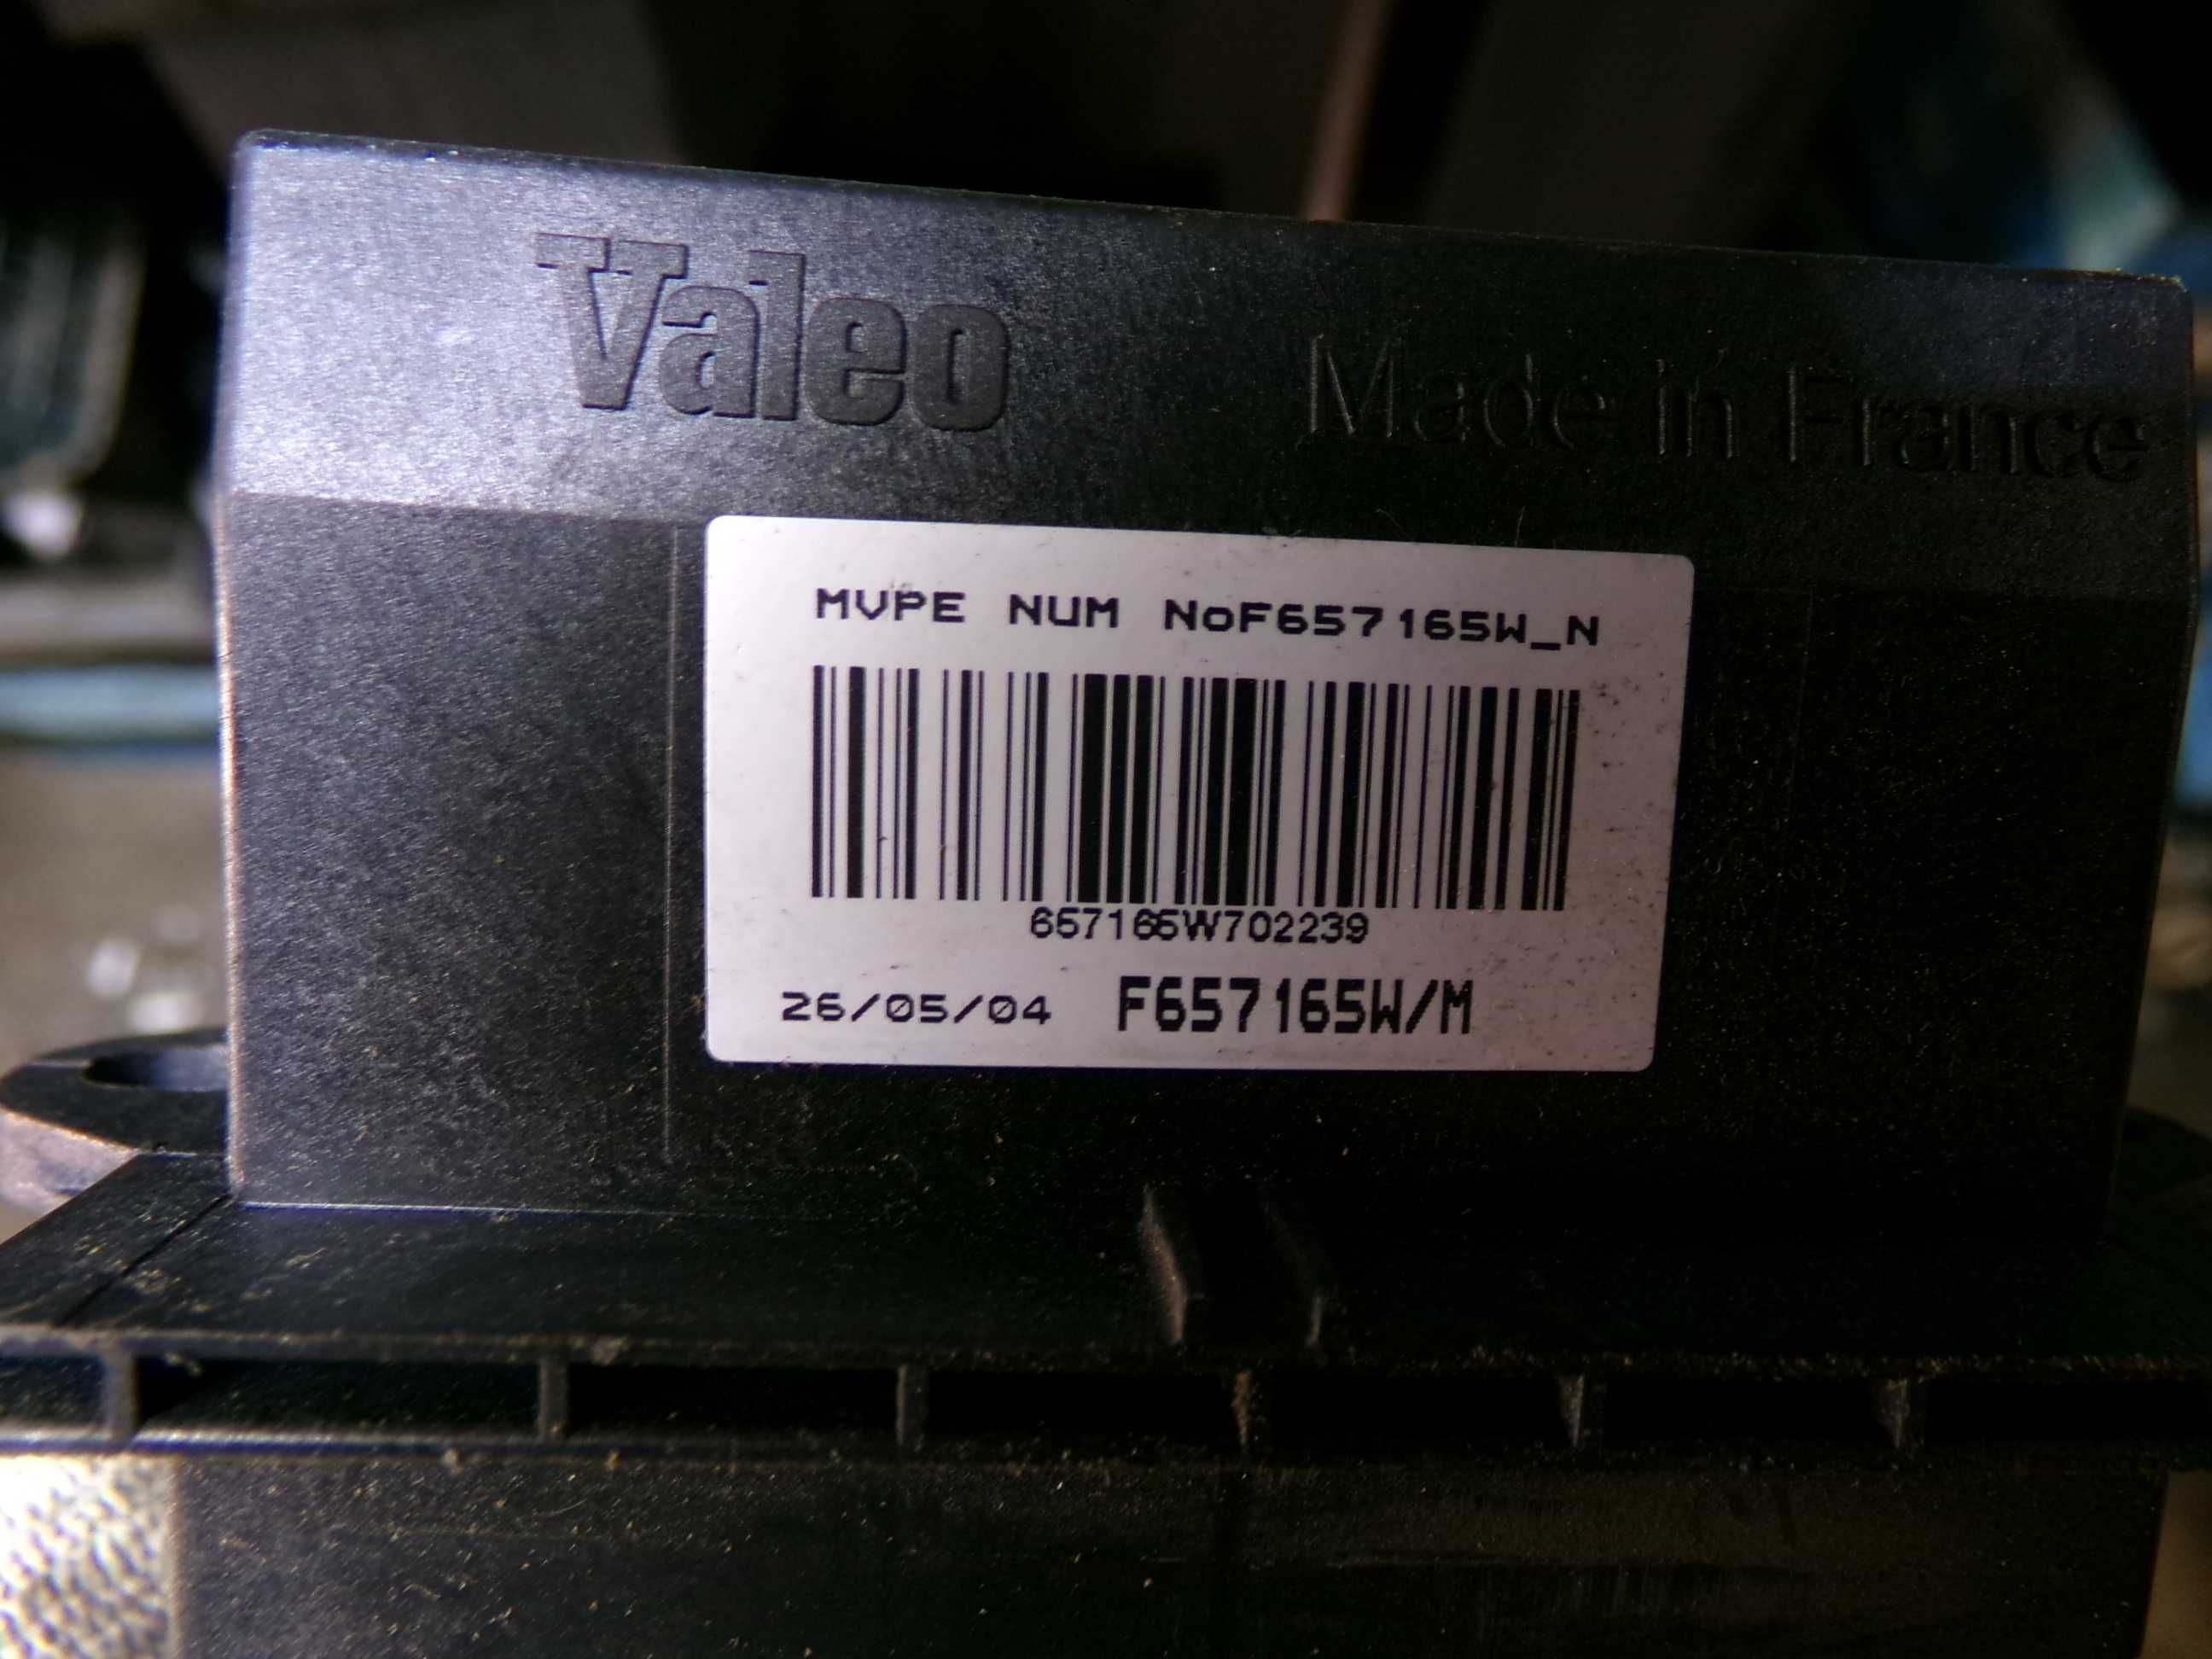 Valeo
Made in France
MVPE NUM NoF657165W_N
657165W702239
26/05/04 F657165W/M